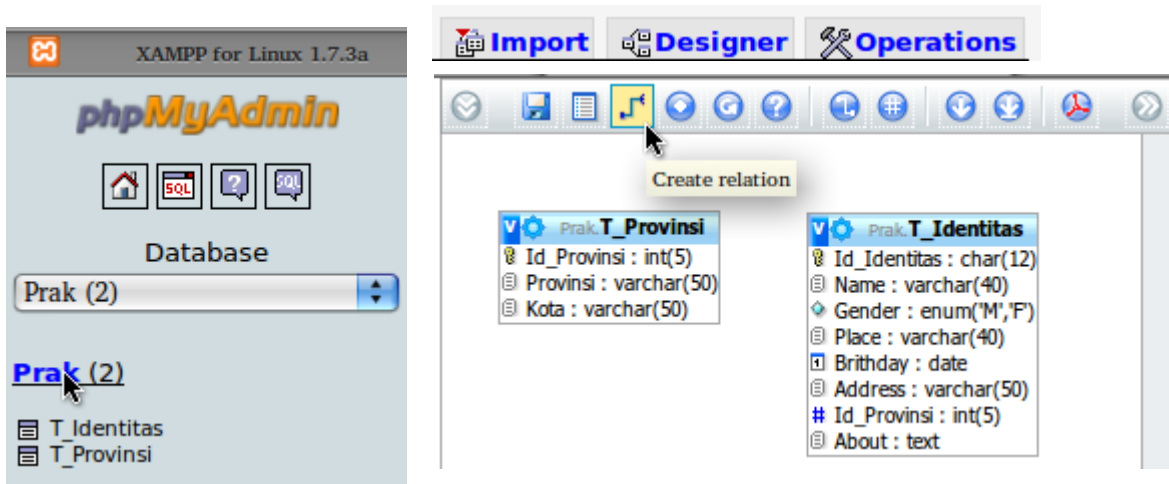 XAMPP for Linux 1.7.3a
phpMyAdmin
SQL
?
SQL
Database
Prak (2)
Prak (2)
T_Identitas
T_Provinsi
Import Designer Operations
G ? L #
Create relation
V Prak.T_Provinsi
Id_Provinsi : int(5)
Provinsi : varchar(50)
Kota : varchar(50)
V Prak.T_Identitas
Id_Identitas : char(12)
Name : varchar(40)
Gender : enum('M','F')
Place : varchar(40)
Brithday : date
Address : varchar(50)
# Id_Provinsi : int(5)
About : text